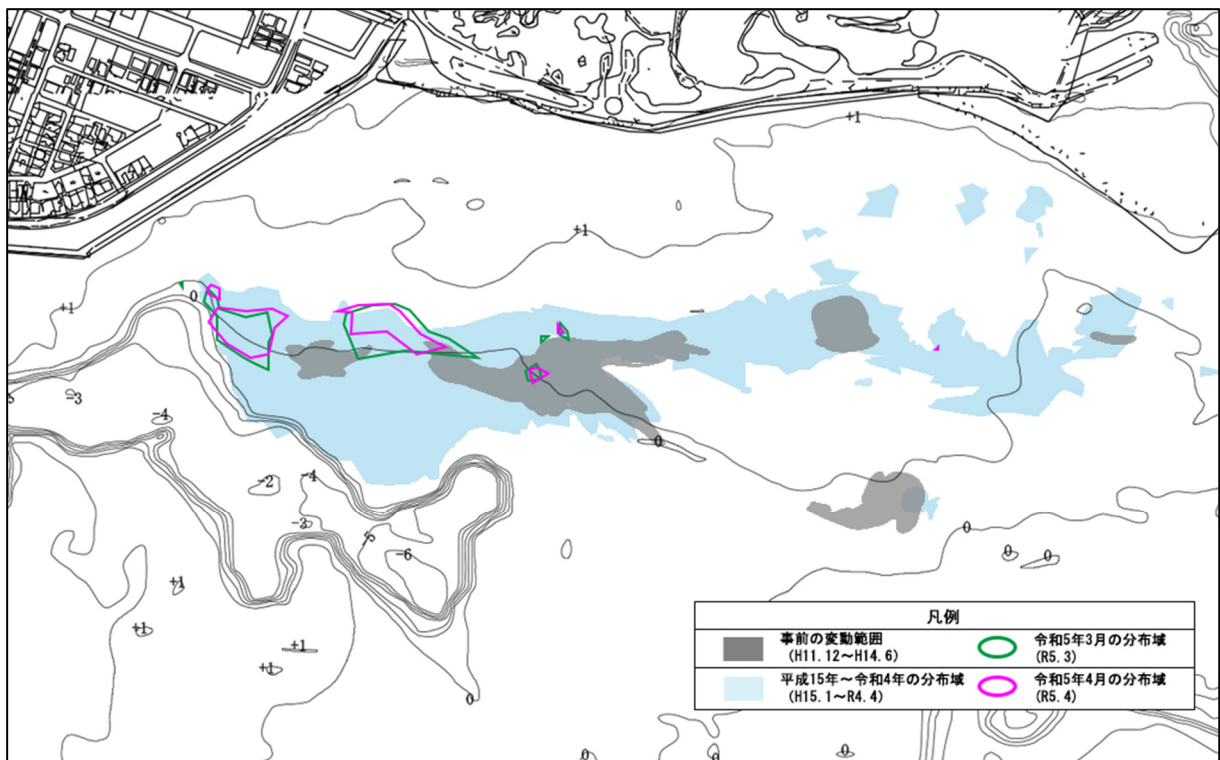 +1
+1
0
+1
-3
-4
-2
-4
-3
-5
-6
0
0
0
0
+1
+1
+1
+1
0
0
0
0
凡例
事前の変動範囲
(H11.12～H14.6)
令和5年3月の分布域
(R5.3)
平成15年～令和4年の分布域
(H15.1～R4.4)
令和5年4月の分布域
(R5.4)